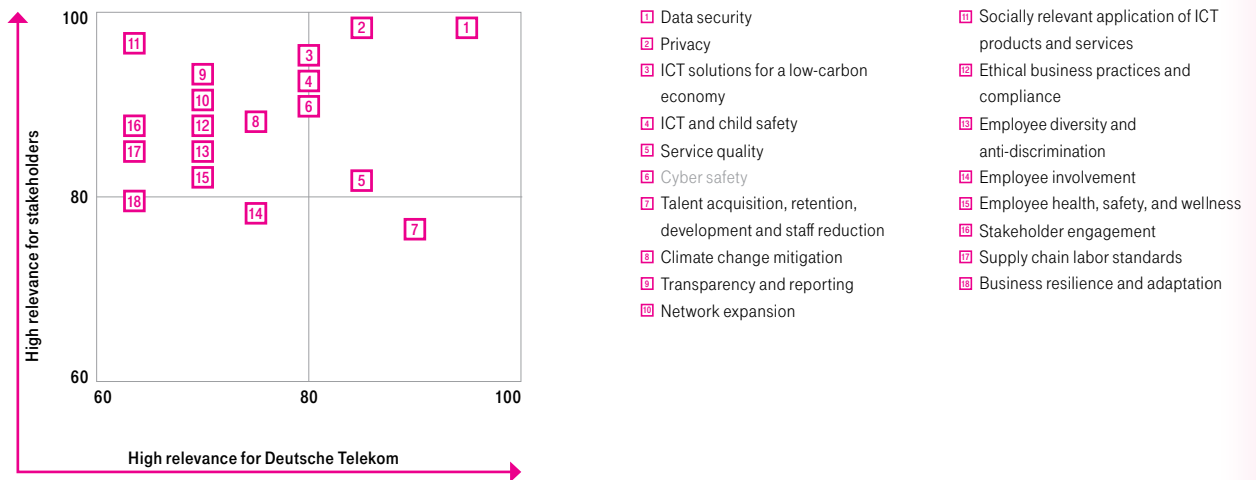 100
80
60
60
80
100
High relevance for stakeholders
High relevance for Deutsche Telekom
11
2
1
3
9
4
10
6
16
12
8
17
13
15
5
18
14
7
1 Data security
2 Privacy
3 ICT solutions for a low-carbon
economy
4 ICT and child safety
5 Service quality
6 Cyber safety
7 Talent acquisition, retention,
development and staff reduction
8 Climate change mitigation
9 Transparency and reporting
10 Network expansion
11 Socially relevant application of ICT
products and services
12 Ethical business practices and
compliance
13 Employee diversity and
anti-discrimination
14 Employee involvement
15 Employee health, safety, and wellness
16 Stakeholder engagement
17 Supply chain labor standards
18 Business resilience and adaptation